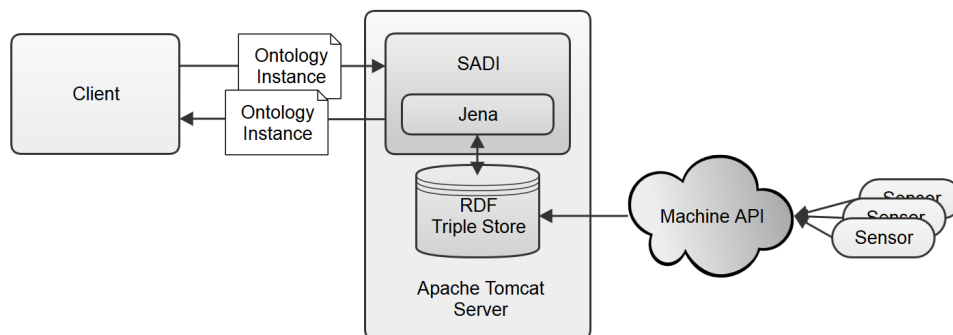 Client
Ontology
Instance
Ontology
Instance
SADI
Jena
RDF
Triple Store
Apache Tomcat
Server
Machine API
Sensor
Sensor
Sensor